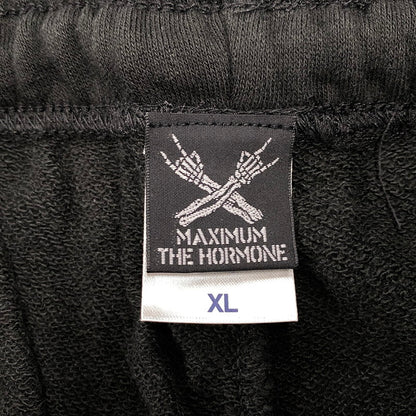 MAXIMUM
THE HORMONE
XL